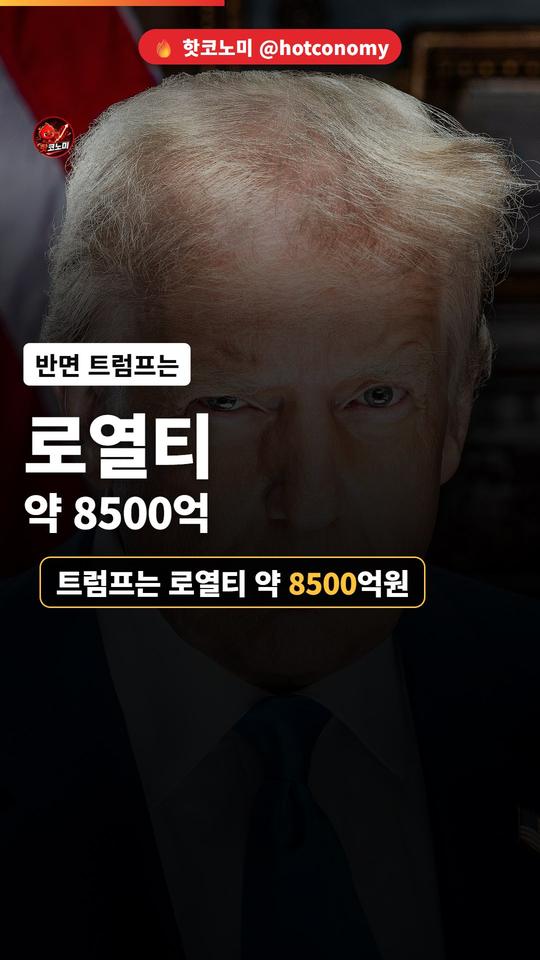 🔥 핫코노미 @hotconomy
핫코노미
반면 트럼프는
로열티
약 8500억
트럼프는 로열티 약 8500억원